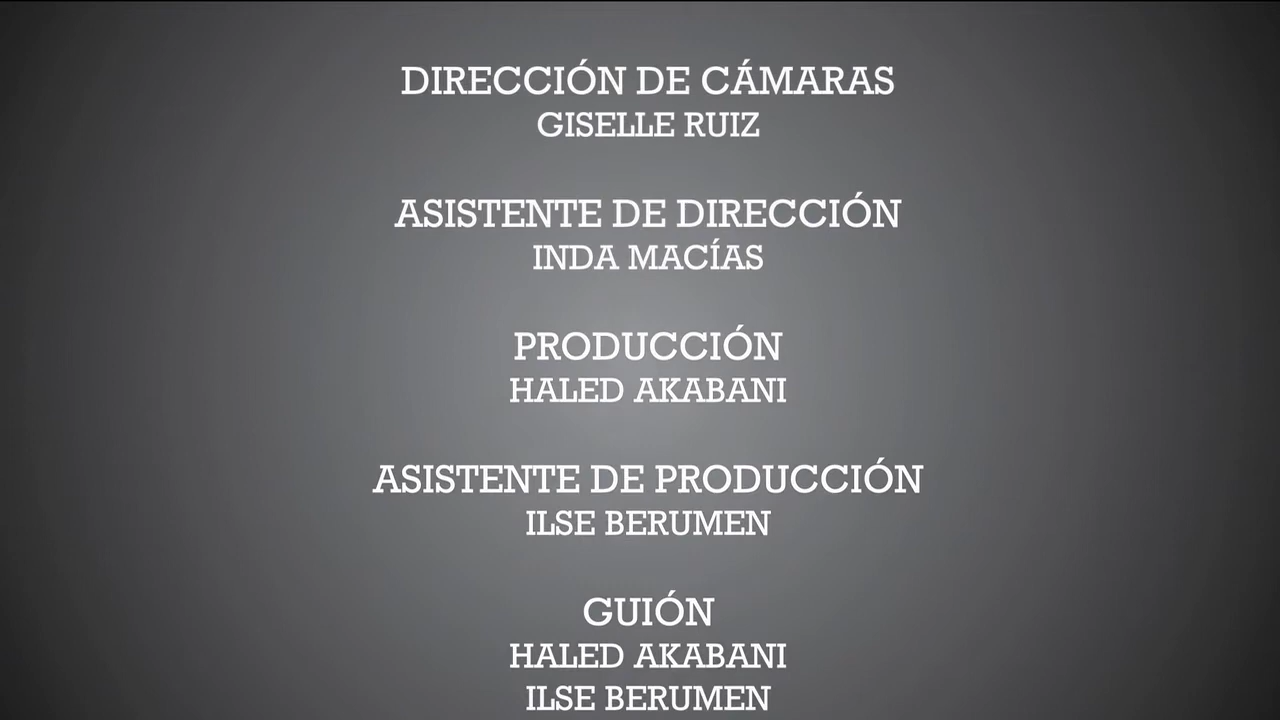 DIRECCIÓN DE CÁMARAS
GISELLE RUIZ
ASISTENTE DE DIRECCIÓN
INDA MACÍAS
PRODUCCIÓN
HALED AKABANI
ASISTENTE DE PRODUCCIÓN
ILSE BERUMEN
GUIÓN
HALED AKABANI
ILSE BERUMEN